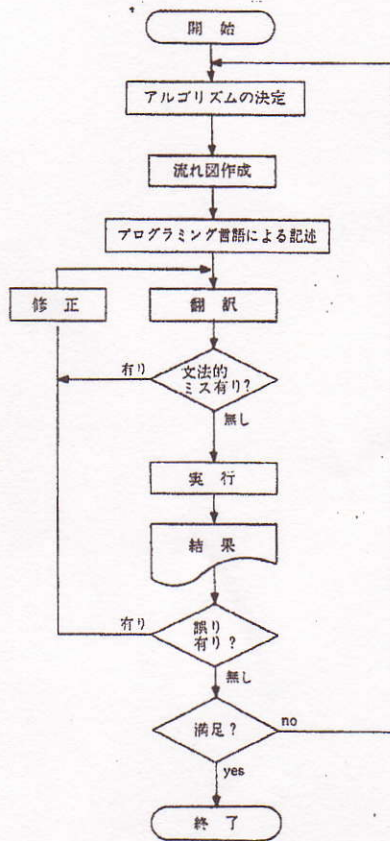 開始
アルゴリズムの決定
流れ図作成
プログラミング言語による記述
修正
翻訳
有り
文法的
ミス有り?
無し
実行
結果
有り
誤り
有り?
無し
満足?
no
yes
終了